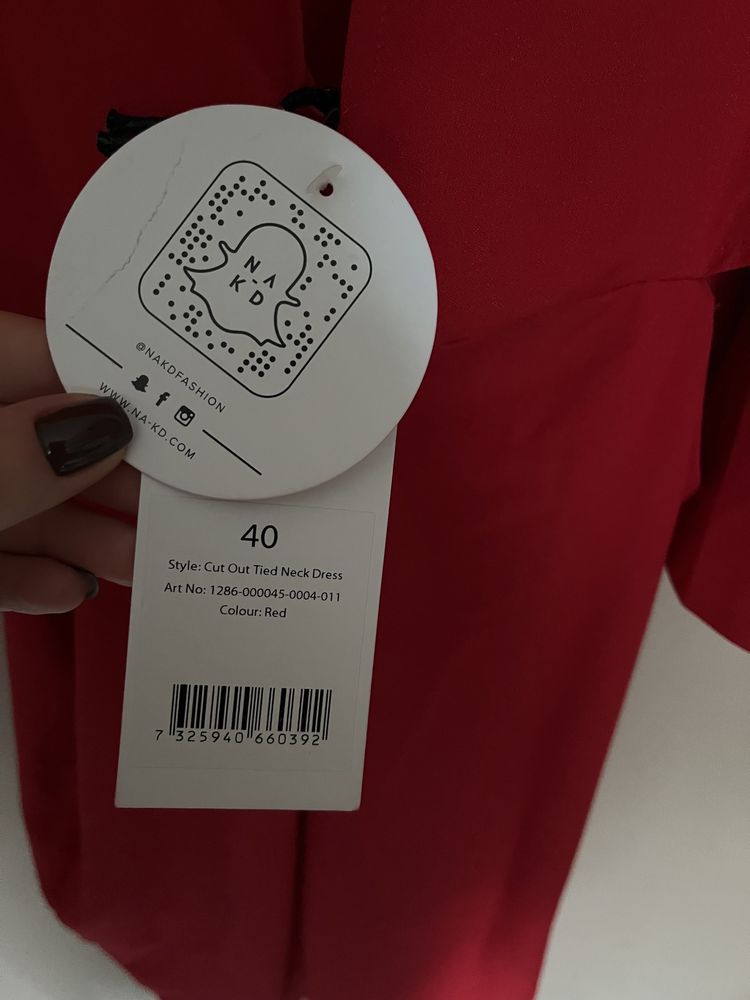 NA
KD
@NAKDFASHION
WWW.NA-KD.COM
40
Style: Cut Out Tied Neck Dress
Art No: 1286-000045-0004-011
Colour: Red
7 325940 660392